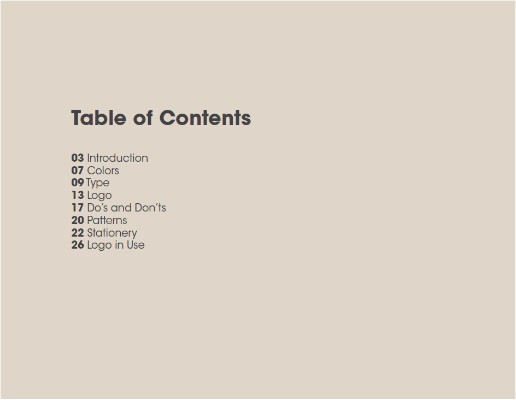 Table of Contents
03 Introduction
07 Colors
09 Type
13 Logo
17 Do's and Don'ts
20 Patterns
22 Stationery
26 Logo in Use